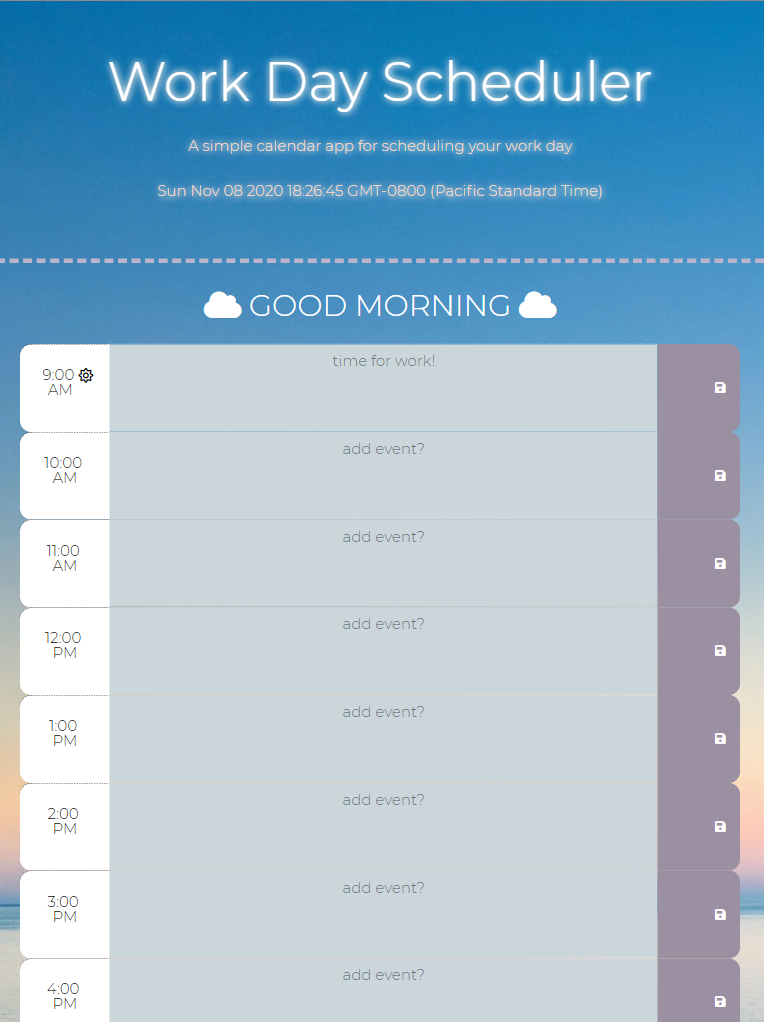 Work Day Scheduler
A simple calendar app for scheduling your work day
Sun Nov 08 2020 18:26:45 GMT-0800 (Pacific Standard Time)
GOOD MORNING
9:00
AM
time for work!
10:00
AM
add event?
11:00
AM
add event?
12:00
PM
add event?
1:00
PM
add event?
2:00
PM
add event?
3:00
PM
add event?
4:00
PM
add event?